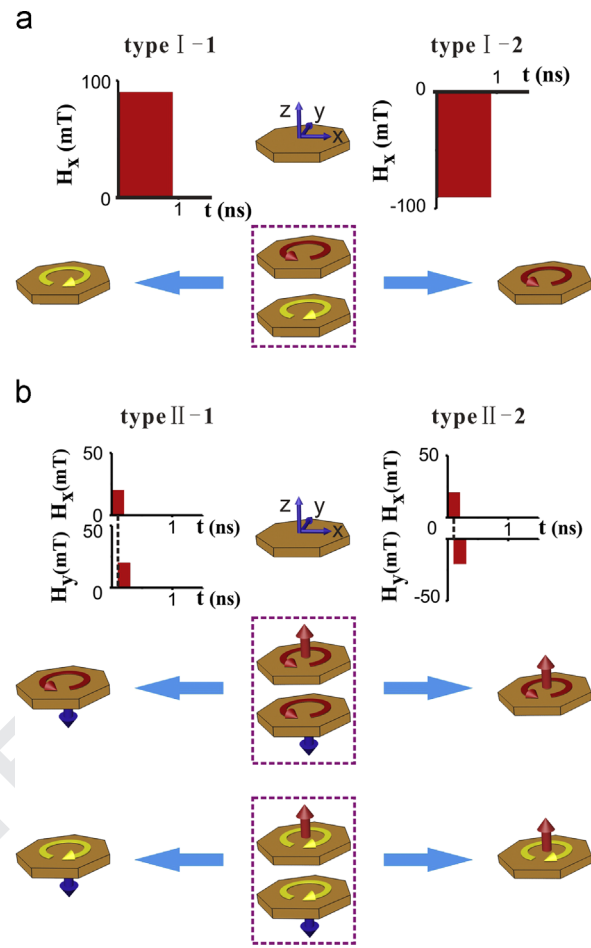 a
type Ⅰ-1
type Ⅰ-2
100
H_x (mT)
0
1
t (ns)
z
y
x
0
1
t (ns)
H_x (mT)
-100
b
type Ⅱ-1
type Ⅱ-2
50
H_x(mT)
0
1
t (ns)
50
H_y(mT)
0
1
t (ns)
z
y
x
50
H_x(mT)
0
1
t (ns)
H_y(mT)
-50